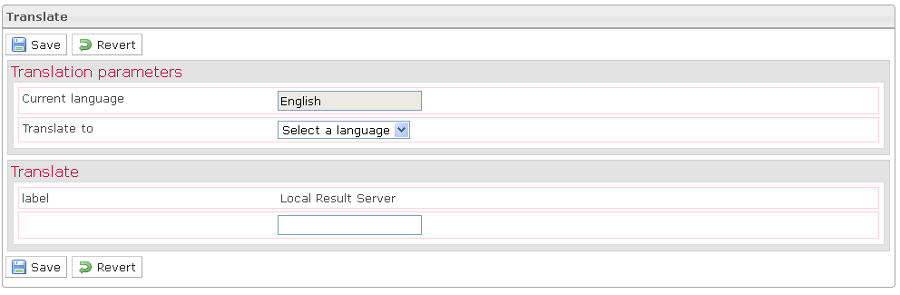 Translate
Save Revert
Translation parameters
Current language English
Translate to Select a language
Translate
label Local Result Server
Save Revert